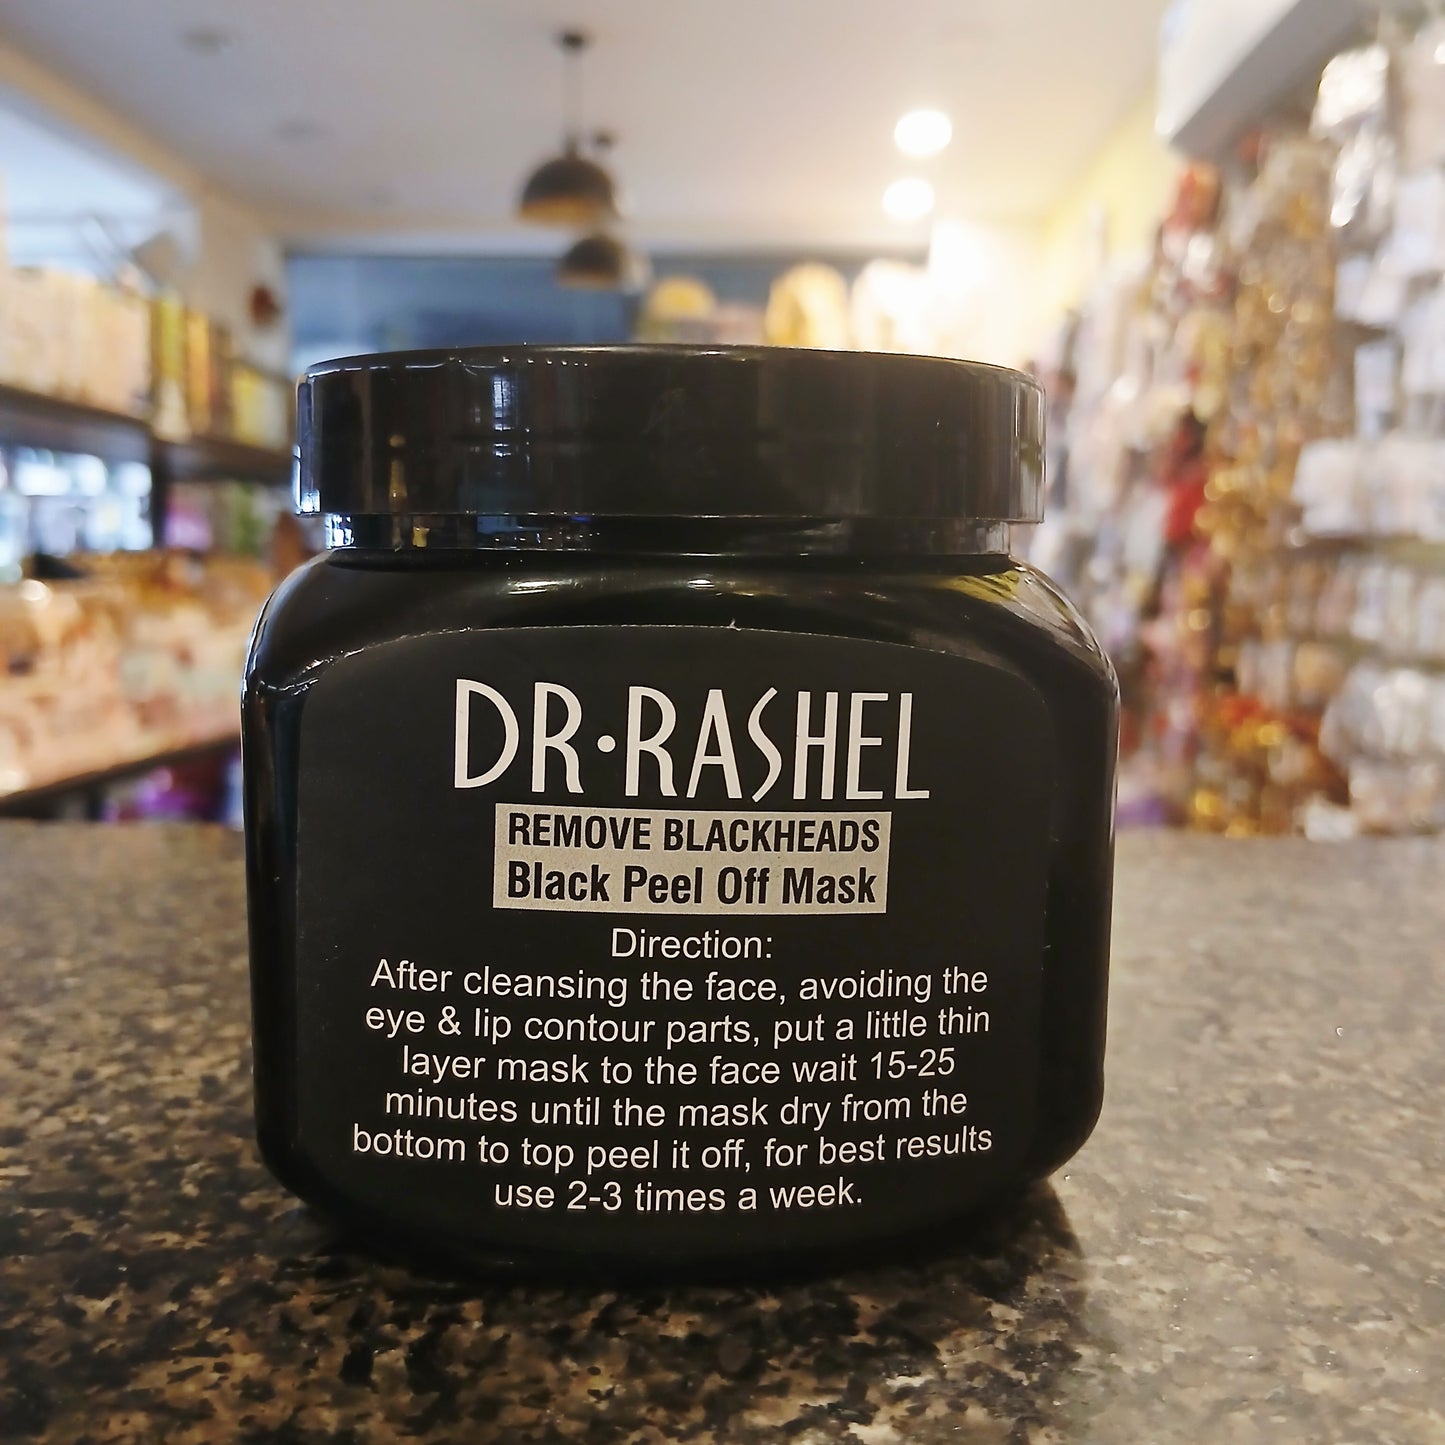 DR·RASHEL
REMOVE BLACKHEADS
Black Peel Off Mask
Direction:
After cleansing the face, avoiding the
eye & lip contour parts, put a little thin
layer mask to the face wait 15-25
minutes until the mask dry from the
bottom to top peel it off, for best results
use 2-3 times a week.